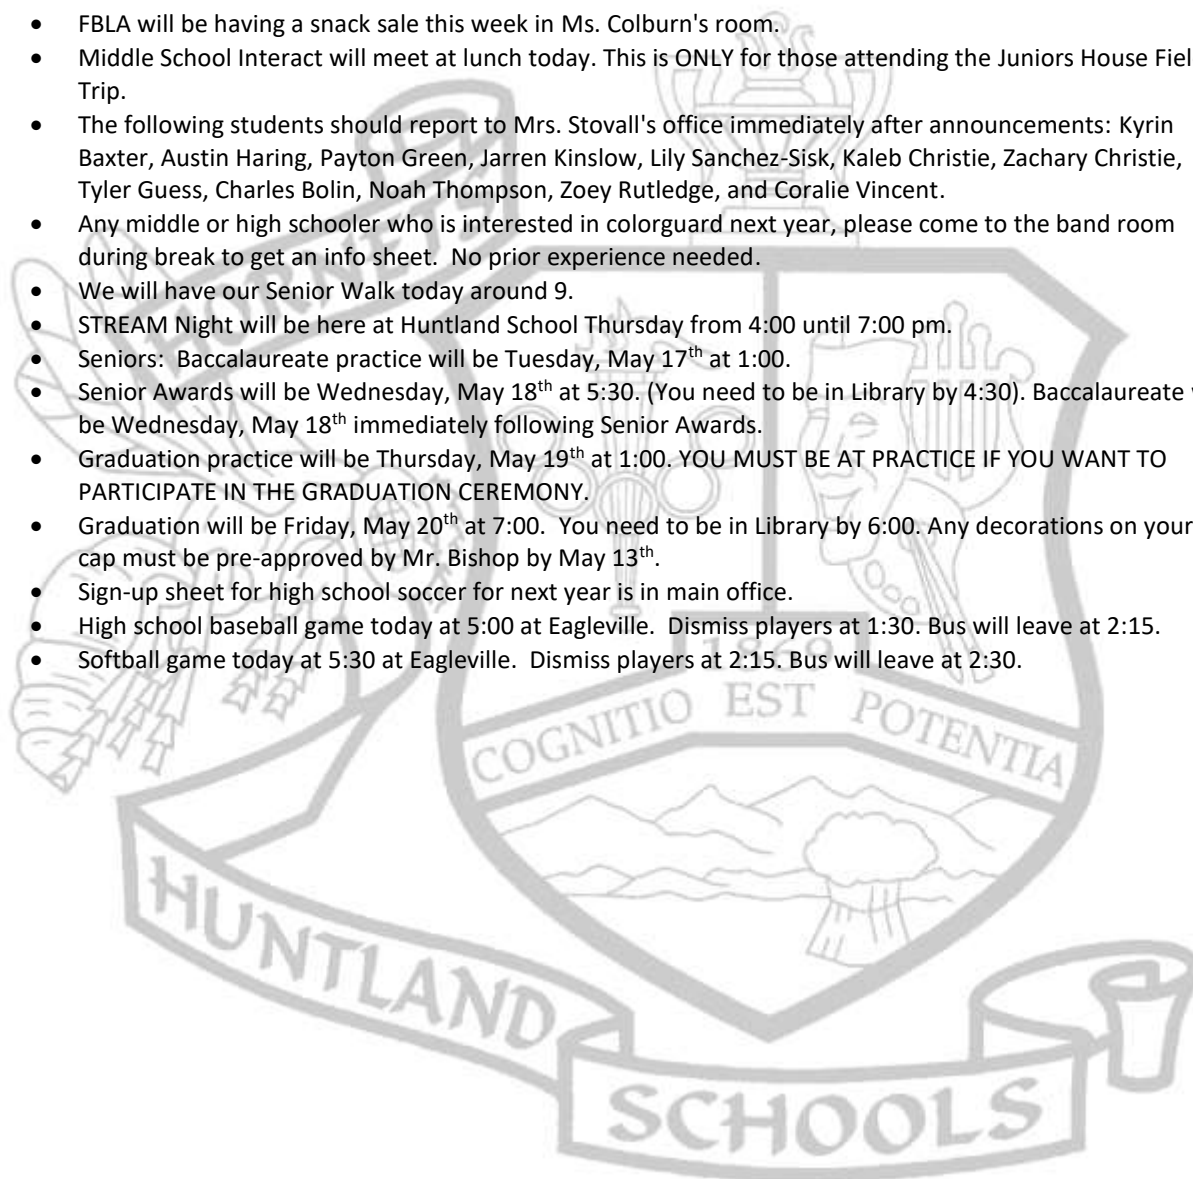 • FBLA will be having a snack sale this week in Ms. Colburn's room.
• Middle School Interact will meet at lunch today. This is ONLY for those attending the Juniors House Fiel
Trip.
• The following students should report to Mrs. Stovall's office immediately after announcements: Kyrin
Baxter, Austin Haring, Payton Green, Jarren Kinslow, Lily Sanchez-Sisk, Kaleb Christie, Zachary Christie,
Tyler Guess, Charles Bolin, Noah Thompson, Zoey Rutledge, and Coralie Vincent.
• Any middle or high schooler who is interested in colorguard next year, please come to the band room
during break to get an info sheet.  No prior experience needed.
• We will have our Senior Walk today around 9.
• STREAM Night will be here at Huntland School Thursday from 4:00 until 7:00 pm.
• Seniors:  Baccalaureate practice will be Tuesday, May 17th at 1:00.
• Senior Awards will be Wednesday, May 18th at 5:30. (You need to be in Library by 4:30). Baccalaureate
be Wednesday, May 18th immediately following Senior Awards.
• Graduation practice will be Thursday, May 19th at 1:00. YOU MUST BE AT PRACTICE IF YOU WANT TO
PARTICIPATE IN THE GRADUATION CEREMONY.
• Graduation will be Friday, May 20th at 7:00.  You need to be in Library by 6:00. Any decorations on your
cap must be pre-approved by Mr. Bishop by May 13th.
• Sign-up sheet for high school soccer for next year is in main office.
• High school baseball game today at 5:00 at Eagleville.  Dismiss players at 1:30. Bus will leave at 2:15.
• Softball game today at 5:30 at Eagleville.  Dismiss players at 2:15. Bus will leave at 2:30.
HORNETS
1869
COGNITIO EST POTENTIA
HUNTLAND
SCHOOLS